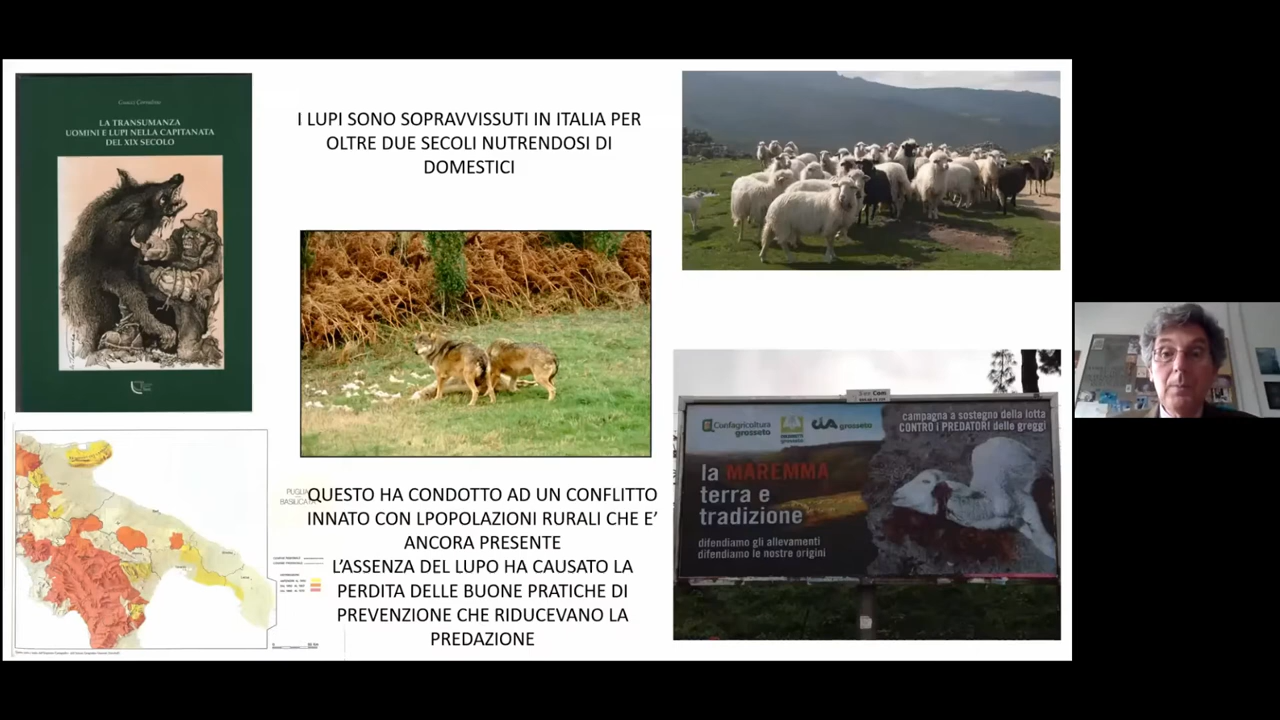 Coucci Cornelino
LA TRANSUMANZA
UOMINI E LUPI NELLA CAPITANATA
DEL XIX SECOLO
I LUPI SONO SOPRAVVISSUTI IN ITALIA PER
OLTRE DUE SECOLI NUTRENDOSI DI
DOMESTICI
PUGLIA
BASILICA
QUESTO HA CONDOTTO AD UN CONFLITTO
INNATO CON LPOPOLAZIONI RURALI CHE E'
ANCORA PRESENTE
L'ASSENZA DEL LUPO HA CAUSATO LA
PERDITA DELLE BUONE PRATICHE DI
PREVENZIONE CHE RIDUCEVANO LA
PREDAZIONE
Confagricoltura
grosseto
CIA grosseto
campagna a sostegno della lotta
CONTRO i PREDATORI delle greggi
la MAREMMA
terra e
tradizione
difendiamo gli allevamenti
difendiamo le nostre origini